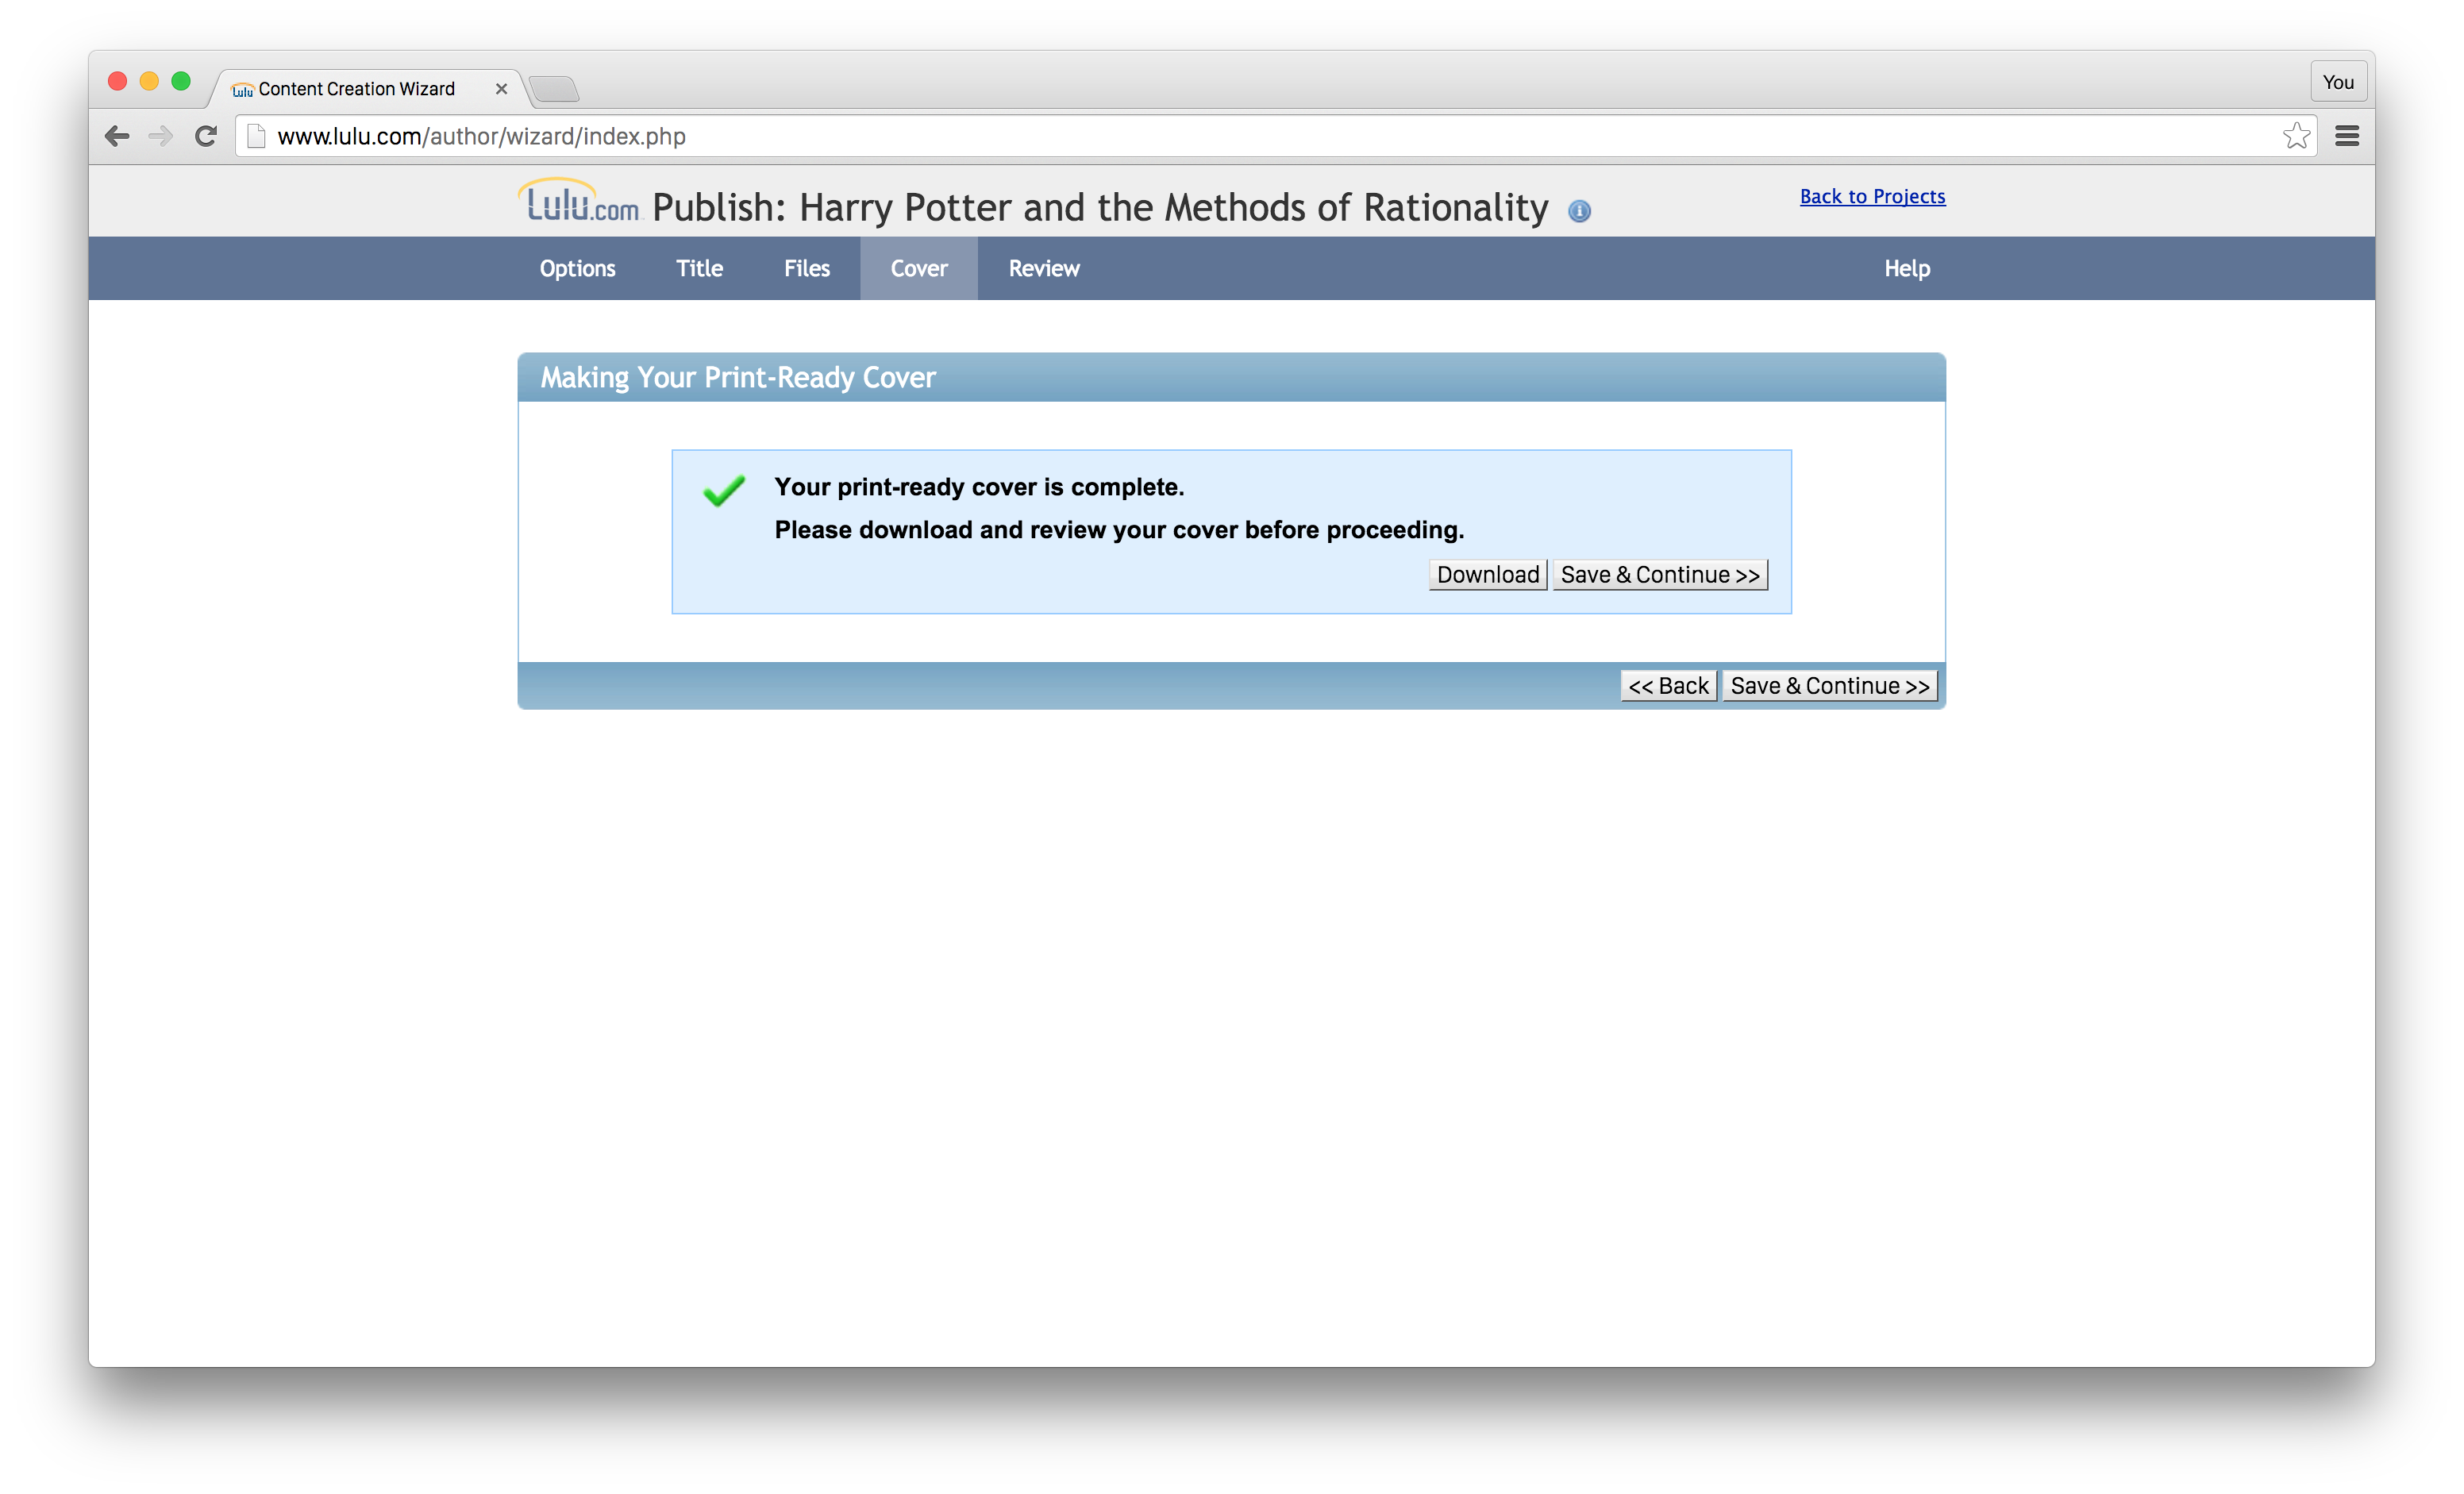 Lulu Content Creation Wizard
You
www.lulu.com/author/wizard/index.php
Lulu.com Publish: Harry Potter and the Methods of Rationality i
Back to Projects
Options Title Files Cover Review Help
Making Your Print-Ready Cover
Your print-ready cover is complete.
Please download and review your cover before proceeding.
Download Save & Continue >>
<< Back Save & Continue >>